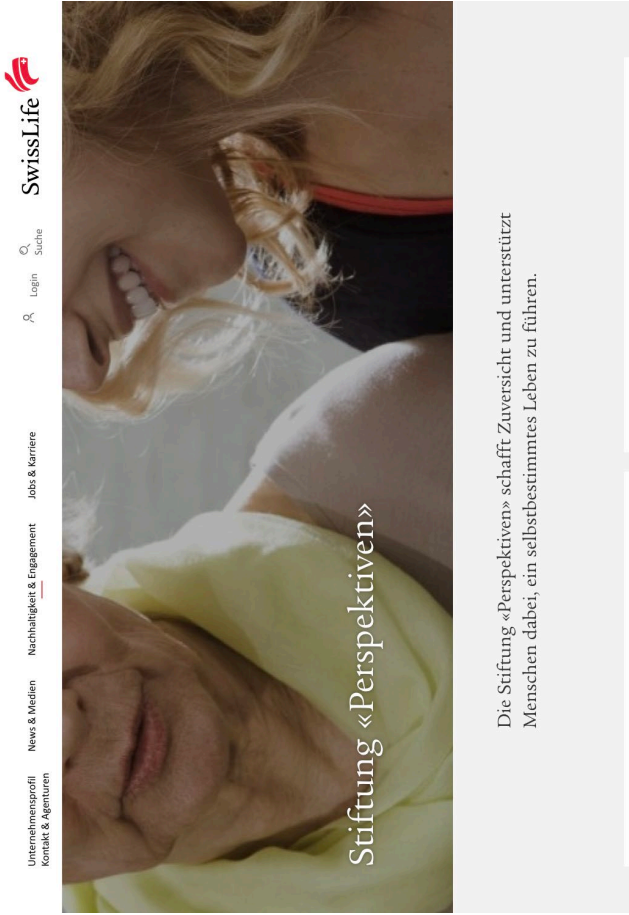 Unternehmensprofil News & Medien Nachhaltigkeit & Engagement Jobs & Karriere
Kontakt & Agenturen
Login
Suche
SwissLife
Stiftung «Perspektiven»
Die Stiftung «Perspektiven» schafft Zuversicht und unterstützt
Menschen dabei, ein selbstbestimmtes Leben zu führen.